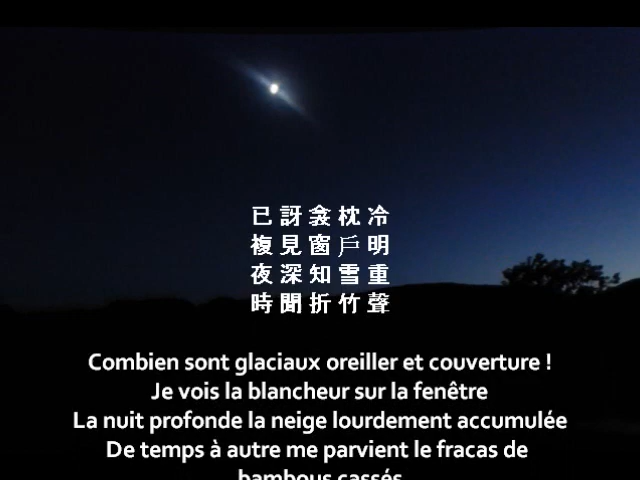 已訝衾枕冷
複見窗戶明
夜深知雪重
時聞折竹聲
Combien sont glaciaux oreiller et couverture !
Je vois la blancheur sur la fenêtre
La nuit profonde la neige lourdement accumulée
De temps à autre me parvient le fracas de
bambous cassés